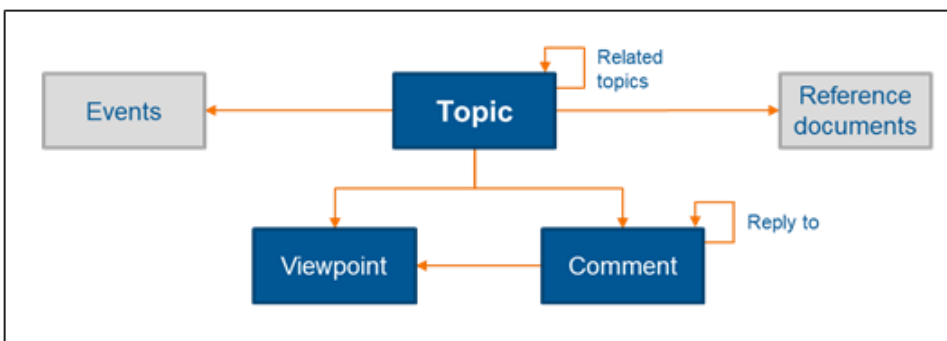 Related
topics
Events
Topic
Reference
documents
Viewpoint
Comment
Reply to